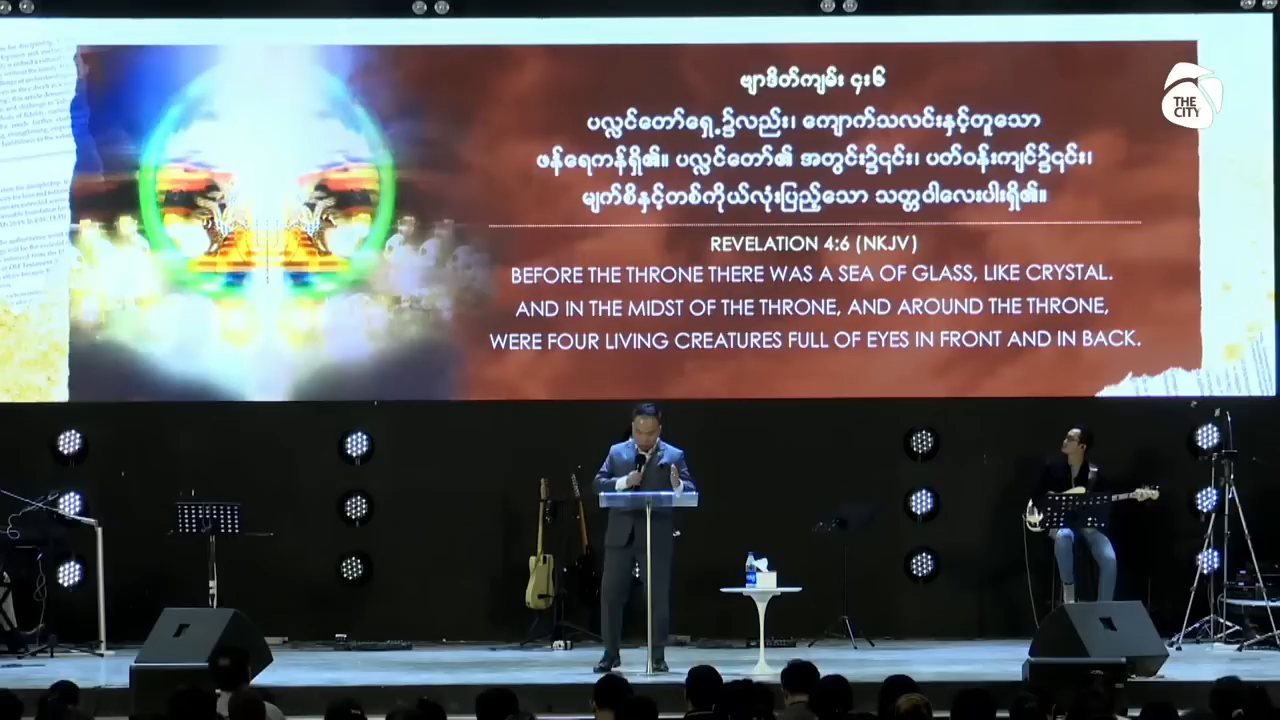 ဗျာဒိတ်ကျမ်း ၄း၆
ပလ္လင်တော်ရှေ့၌လည်း၊ ကျောက်သလင်းနှင့်တူသော
ဖန်ရေကန်ရှိ၏။ ပလ္လင်တော်၏ အတွင်း၌၎င်း၊ ပတ်ဝန်းကျင်၌၎င်း၊
မျက်စိနှင့်တစ်ကိုယ်လုံးပြည့်သော သတ္တဝါလေးပါးရှိ၏။
REVELATION 4:6 (NKJV)
BEFORE THE THRONE THERE WAS A SEA OF GLASS, LIKE CRYSTAL.
AND IN THE MIDST OF THE THRONE, AND AROUND THE THRONE,
WERE FOUR LIVING CREATURES FULL OF EYES IN FRONT AND IN BACK.
THE
CITY